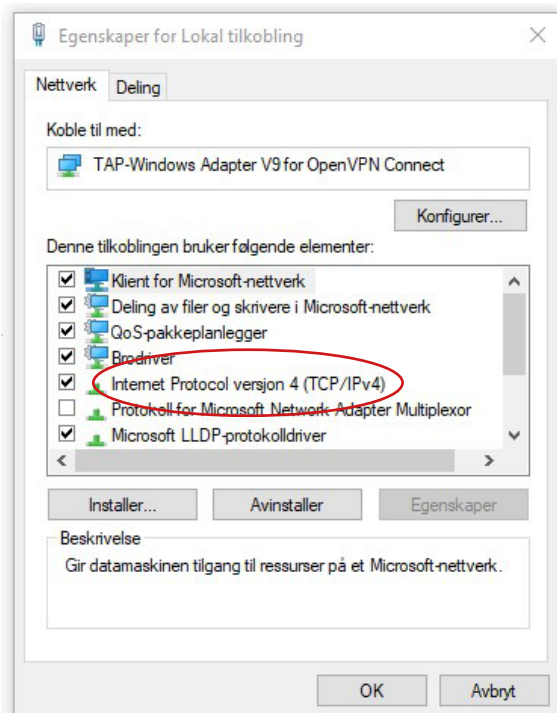 Egenskaper for Lokal tilkobling
Nettverk Deling
Koble til med:
TAP-Windows Adapter V9 for OpenVPN Connect
Konfigurer...
Denne tilkoblingen bruker følgende elementer:
Klient for Microsoft-nettverk
Deling av filer og skrivere i Microsoft-nettverk
QoS-pakkeplanlegger
Brodriver
Internet Protocol versjon 4 (TCP/IPv4)
Protokoll for Microsoft Network Adapter Multiplexor
Microsoft LLDP-protokolldriver
Installer... Avinstaller Egenskaper
Beskrivelse
Gir datamaskinen tilgang til ressurser på et Microsoft-nettverk.
OK Avbryt